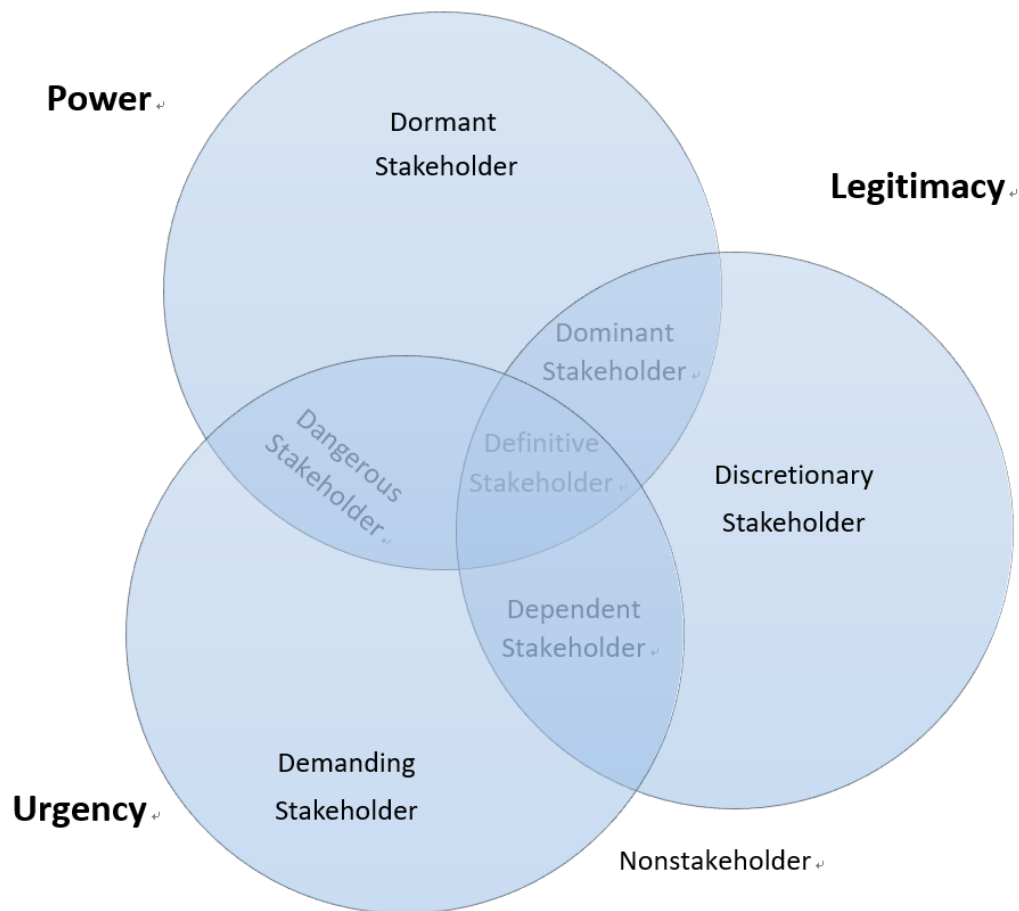 Power
Dormant
Stakeholder
Legitimacy
Dominant
Stakeholder
Dangerous
Stakeholder
Definitive
Stakeholder
Discretionary
Stakeholder
Dependent
Stakeholder
Demanding
Stakeholder
Urgency
Nonstakeholder